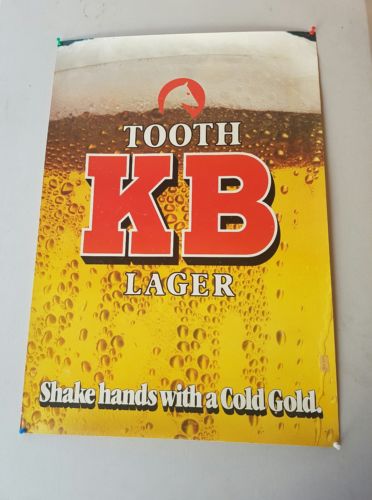 TOOTH
KB
LAGER
Shake hands with a Cold Gold.